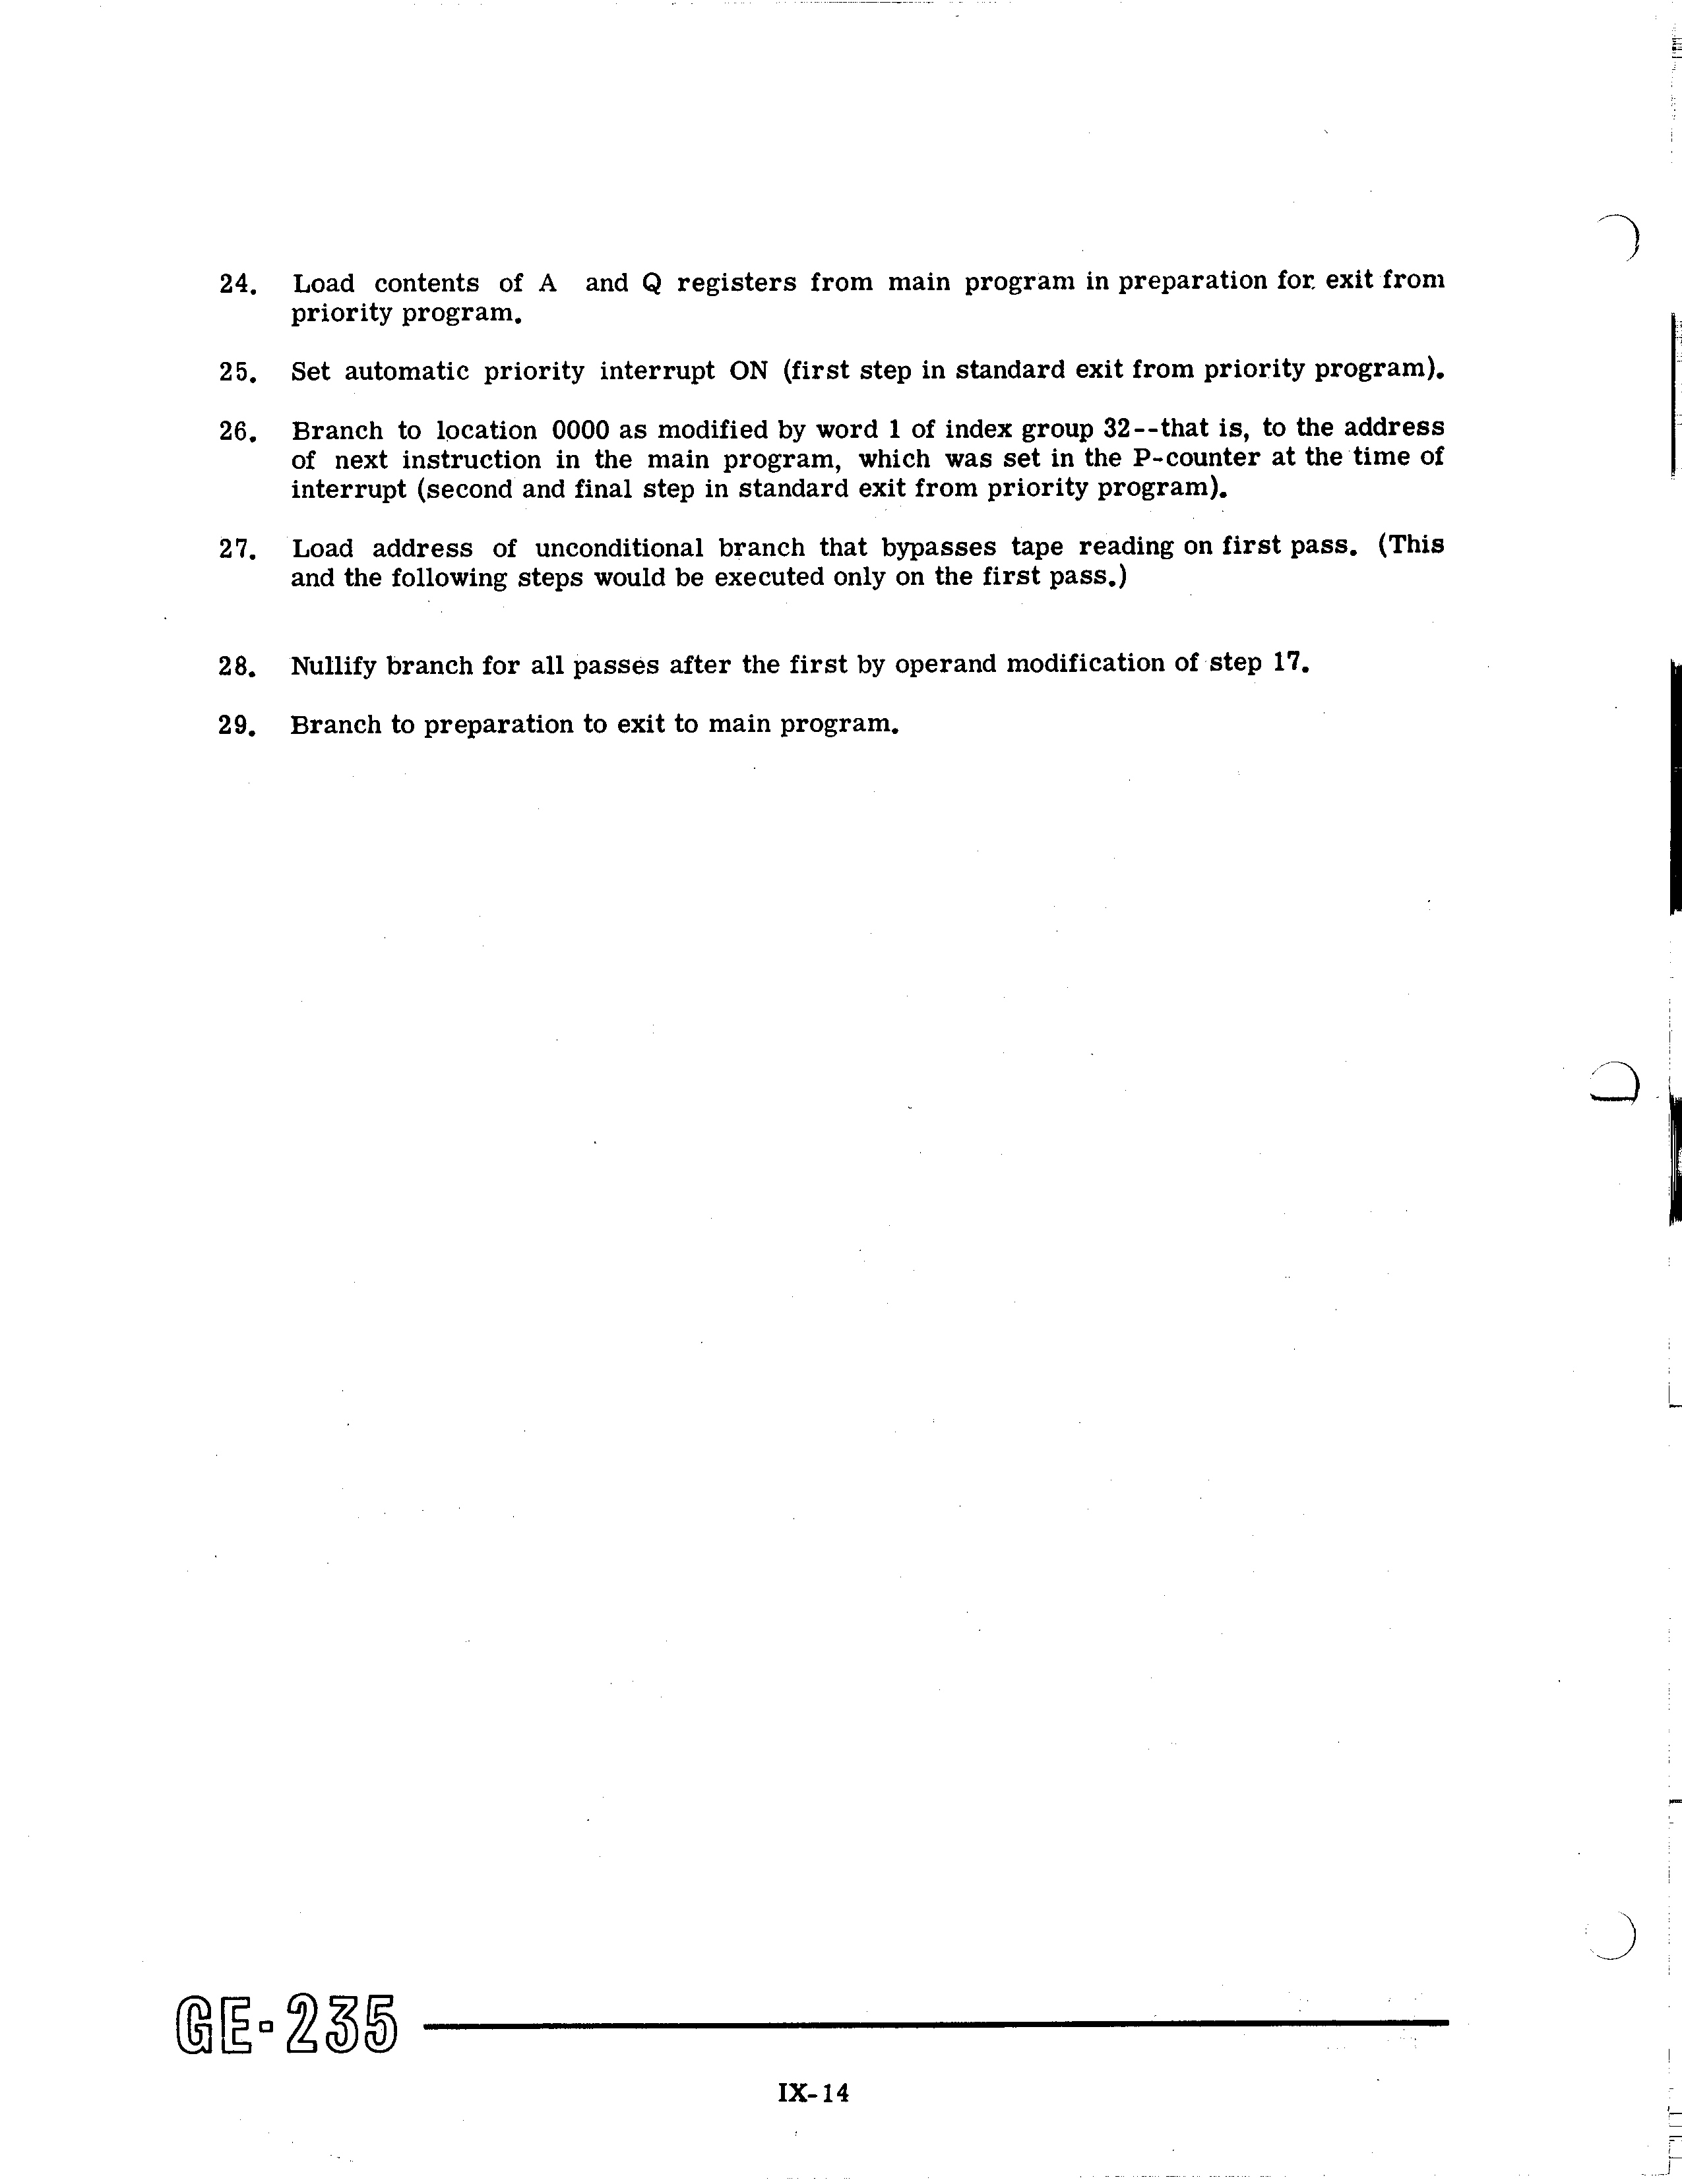 24. Load contents of A and Q registers from main program in preparation for exit from
priority program.
25. Set automatic priority interrupt ON (first step in standard exit from priority program).
26. Branch to location 0000 as modified by word 1 of index group 32--that is, to the address
of next instruction in the main program, which was set in the P-counter at the time of
interrupt (second and final step in standard exit from priority program).
27. Load address of unconditional branch that bypasses tape reading on first pass. (This
and the following steps would be executed only on the first pass.)
28. Nullify branch for all passes after the first by operand modification of step 17.
29. Branch to preparation to exit to main program.
GE-235
IX-14